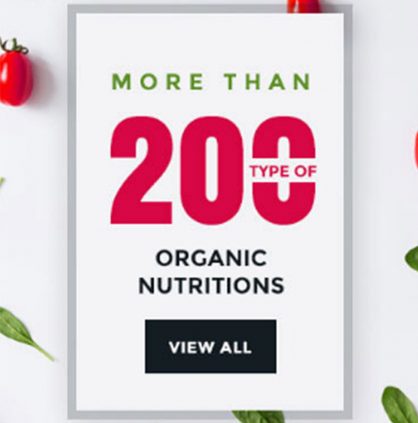 MORE THAN
200
TYPE OF
ORGANIC
NUTRITIONS
VIEW ALL